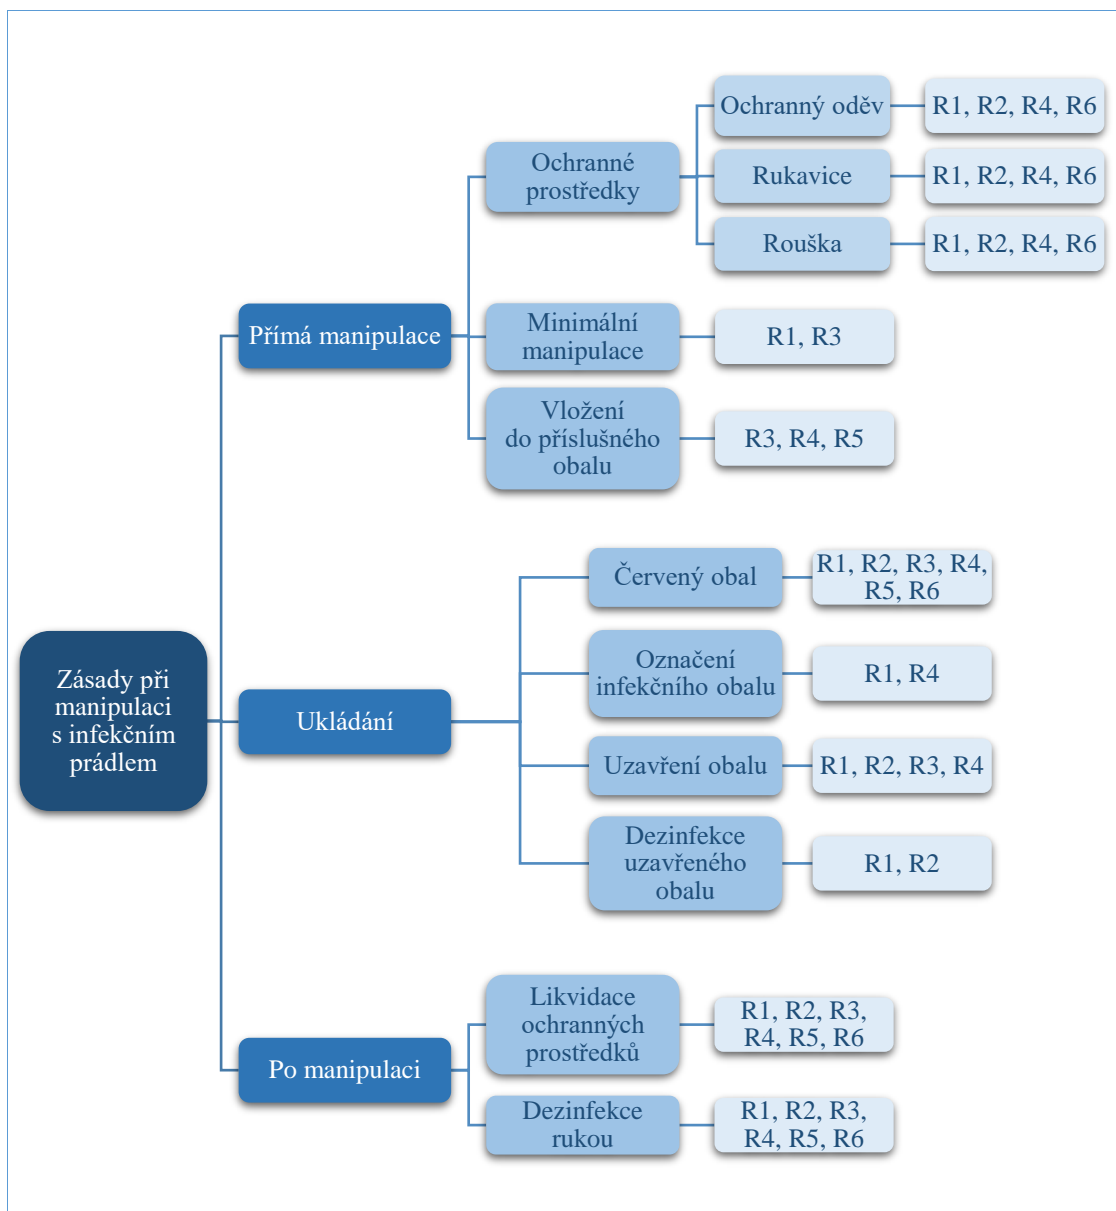 Zásady při
manipulaci
s infekčním
prádlem
Přímá manipulace
Ochranné
prostředky
Ochranný oděv
R1, R2, R4, R6
Rukavice
R1, R2, R4, R6
Rouška
R1, R2, R4, R6
Minimální
manipulace
R1, R3
Vložení
do příslušného
obalu
R3, R4, R5
Ukládání
Červený obal
R1, R2, R3, R4,
R5, R6
Označení
infekčního obalu
R1, R4
Uzavření obalu
R1, R2, R3, R4
Dezinfekce
uzavřeného
obalu
R1, R2
Po manipulaci
Likvidace
ochranných
prostředků
R1, R2, R3,
R4, R5, R6
Dezinfekce
rukou
R1, R2, R3,
R4, R5, R6